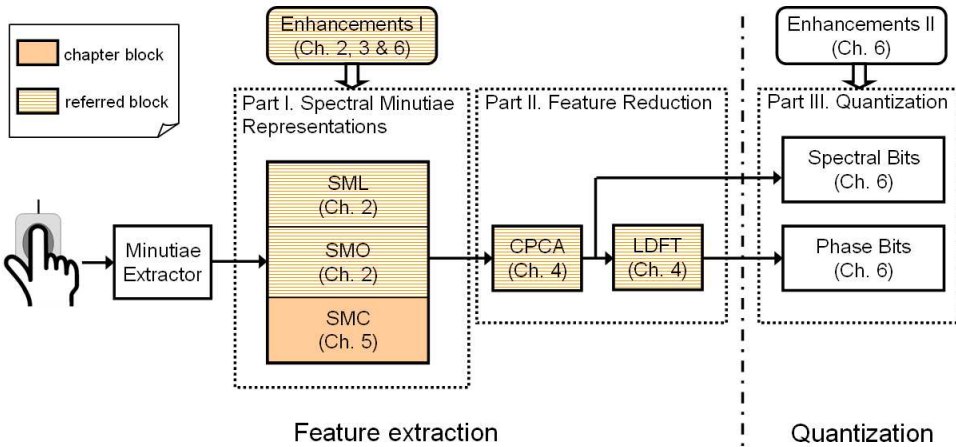 Enhancements I
(Ch. 2, 3 & 6)
Enhancements II
(Ch. 6)
chapter block
referred block
Part I. Spectral Minutiae
Representations
Part II. Feature Reduction
Part III. Quantization
SML
(Ch. 2)
SMO
(Ch. 2)
SMC
(Ch. 5)
Minutiae
Extractor
CPCA
(Ch. 4)
LDFT
(Ch. 4)
Spectral Bits
(Ch. 6)
Phase Bits
(Ch. 6)
Feature extraction
Quantization